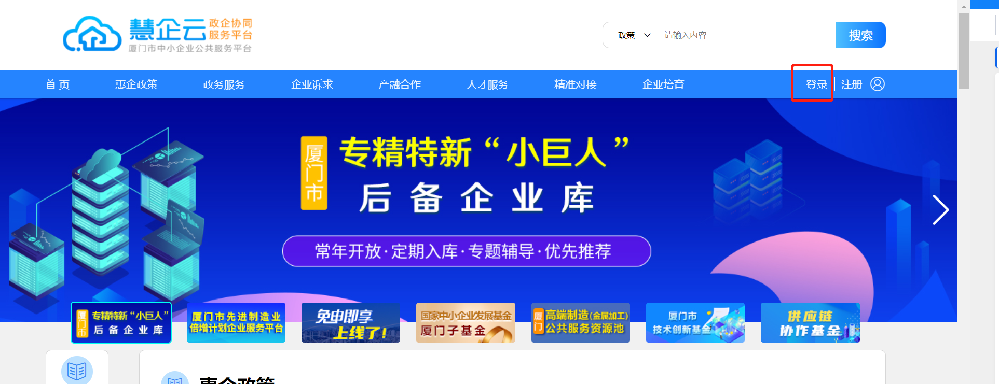 慧企云
政企协同
服务平台
厦门市中小企业公共服务平台
政策
请输入内容
搜索
首 页
惠企政策
政务服务
企业诉求
产融合作
人才服务
精准对接
企业培育
登录
注册
厦门市
专精特新“小巨人”
后备企业库
常年开放·定期入库·专题辅导·优先推荐
厦门市
专精特新“小巨人”
后备企业库
厦门市先进制造业
倍增计划企业服务平台
免申即享
上线了!
国家中小企业发展基金
厦门子基金
厦门
高端制造(金属加工)
公共服务资源池
厦门市
技术创新基金
供应链
协作基金
惠企政策